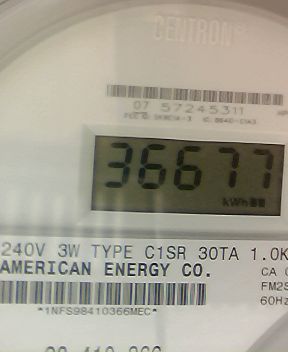 CENTRON
07 57245311
36677
kWh
240V 3W TYPE C1SR 30TA 1.0K
AMERICAN ENERGY CO.
CA
FM2S
60Hz
*1NFS98410366MEC*